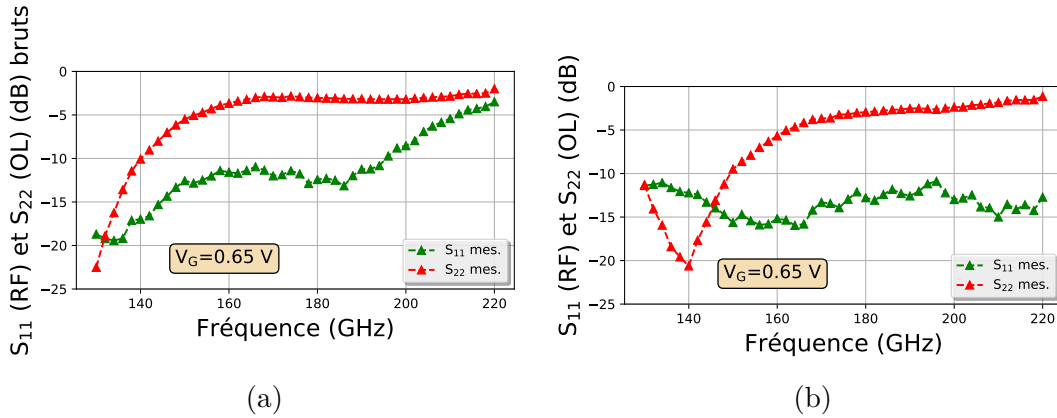 S₁₁ (RF) et S₂₂ (OL) (dB) bruts
0
−5
−10
−15
−20
−25
140
160
180
200
220
V_G=0.65 V
S₁₁ mes.
S₂₂ mes.
Fréquence (GHz)
(a)
S₁₁ (RF) et S₂₂ (OL) (dB)
0
−5
−10
−15
−20
−25
140
160
180
200
220
V_G=0.65 V
S₁₁ mes.
S₂₂ mes.
Fréquence (GHz)
(b)